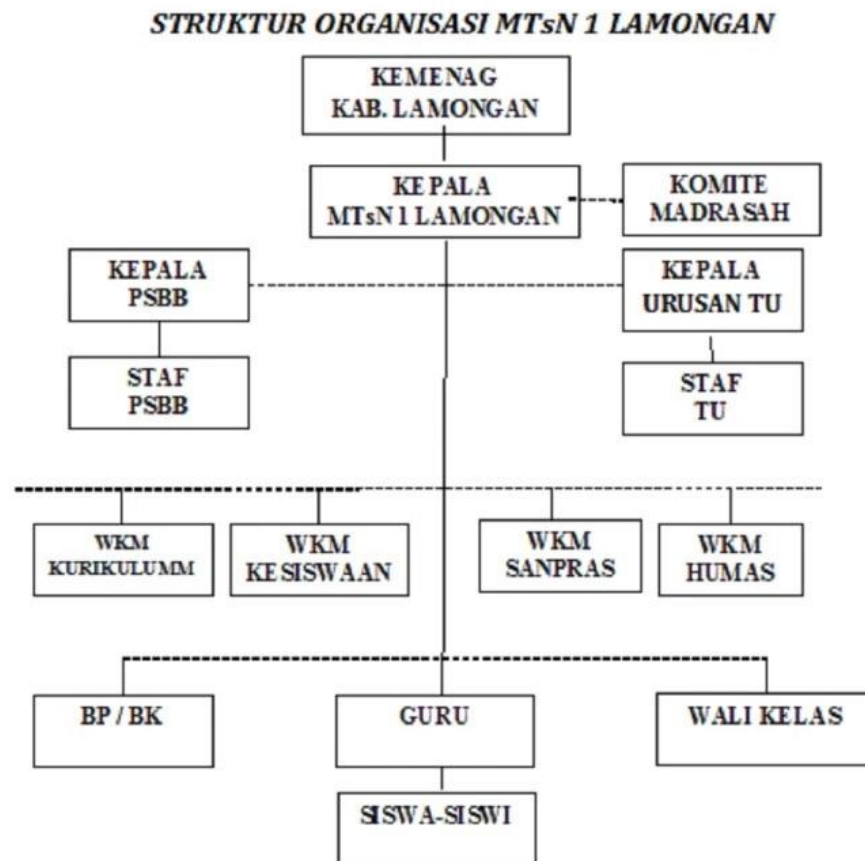 STRUKTUR ORGANISASI MTsN 1 LAMONGAN
KEMENAG
KAB. LAMONGAN
KEPALA
MTsN 1 LAMONGAN
KOMITE
MADRASAH
KEPALA
PSBB
KEPALA
URUSAN TU
STAF
PSBB
STAF
TU
WKM
KURIKULUMM
WKM
KESISWAAN
WKM
SANPRAS
WKM
HUMAS
BP / BK
GURU
WALI KELAS
SISWA-SISWI